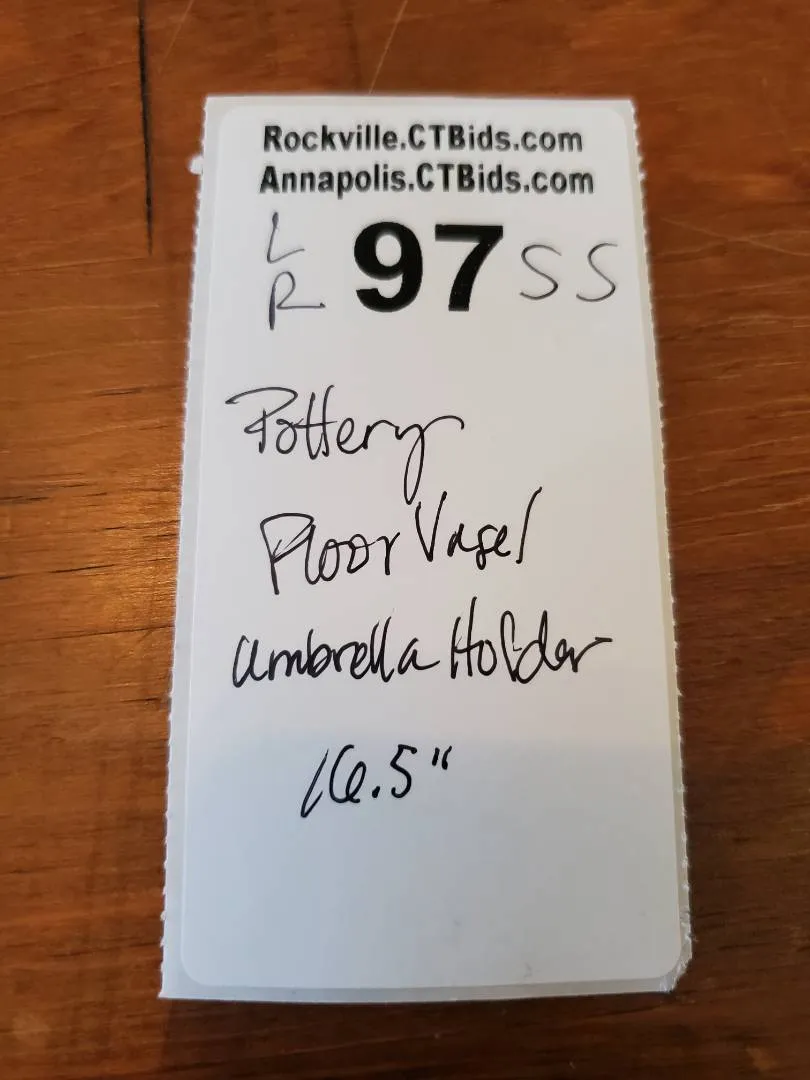 Rockville.CTBids.com
Annapolis.CTBids.com
L
R 97 SS
Pottery
Floor Vase/
umbrella Holder
16.5"